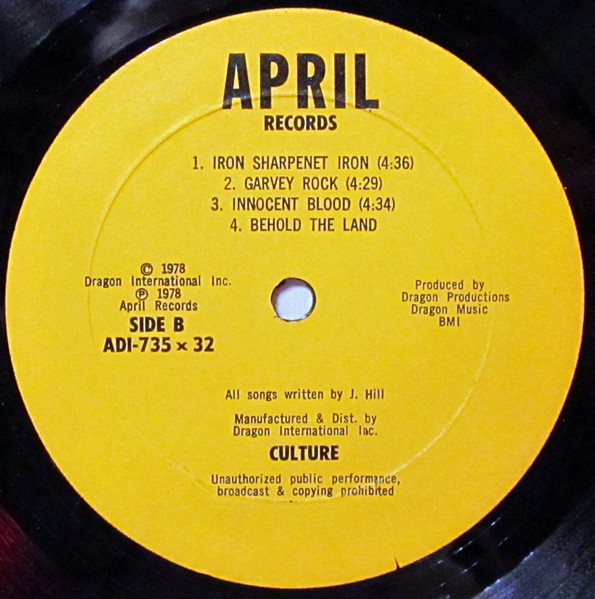 APRIL
RECORDS
1. IRON SHARPENET IRON (4:36)
2. GARVEY ROCK (4:29)
3. INNOCENT BLOOD (4:34)
4. BEHOLD THE LAND
© 1978
Dragon International Inc.
℗ 1978
April Records
SIDE B
ADI-735 x 32
Produced by
Dragon Productions
Dragon Music
BMI
All songs written by J. Hill
Manufactured & Dist. by
Dragon International Inc.
CULTURE
Unauthorized public performance,
broadcast & copying prohibited